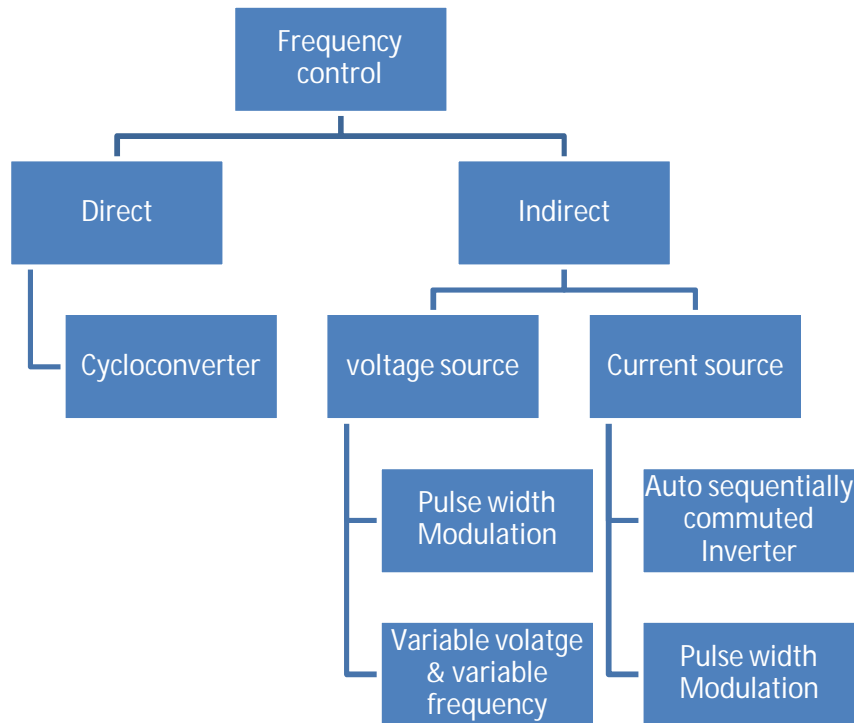 Frequency
control
Direct
Indirect
Cycloconverter
voltage source
Current source
Pulse width
Modulation
Auto sequentially
commuted
Inverter
Variable volatge
& variable
frequency
Pulse width
Modulation